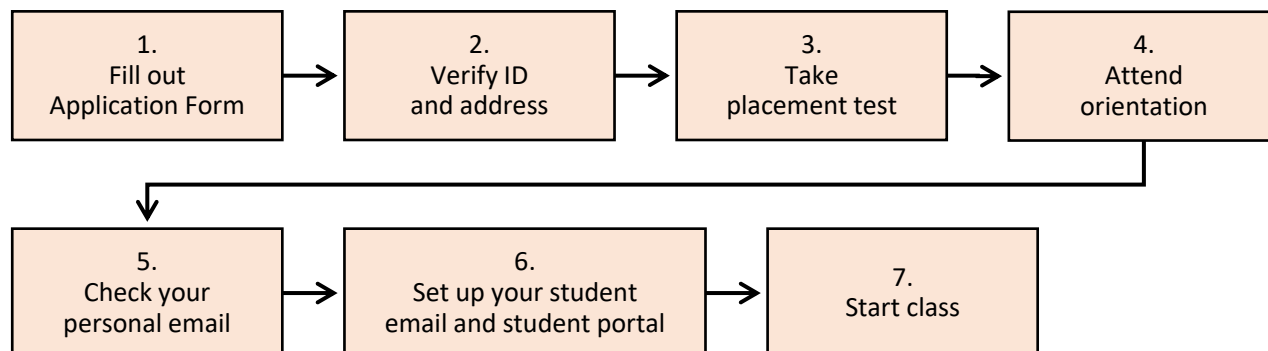 1.
Fill out
Application Form
2.
Verify ID
and address
3.
Take
placement test
4.
Attend
orientation
5.
Check your
personal email
6.
Set up your student
email and student portal
7.
Start class